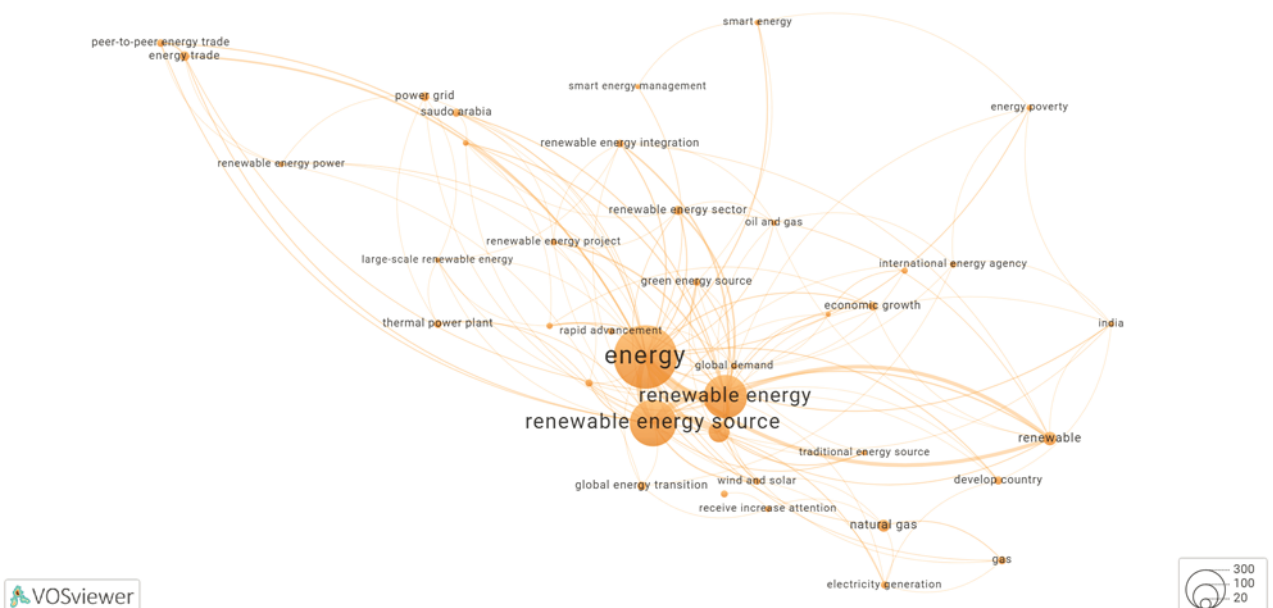 smart energy
peer-to-peer energy trade
energy trade
smart energy management
power grid
energy poverty
saudo arabia
renewable energy integration
renewable energy power
renewable energy sector
oil and gas
renewable energy project
large-scale renewable energy
international energy agency
green energy source
economic growth
thermal power plant
rapid advancement
india
energy
global demand
renewable energy
renewable energy source
renewable
traditional energy source
global energy transition
wind and solar
develop country
receive increase attention
natural gas
gas
electricity generation
VOSviewer
300
100
20